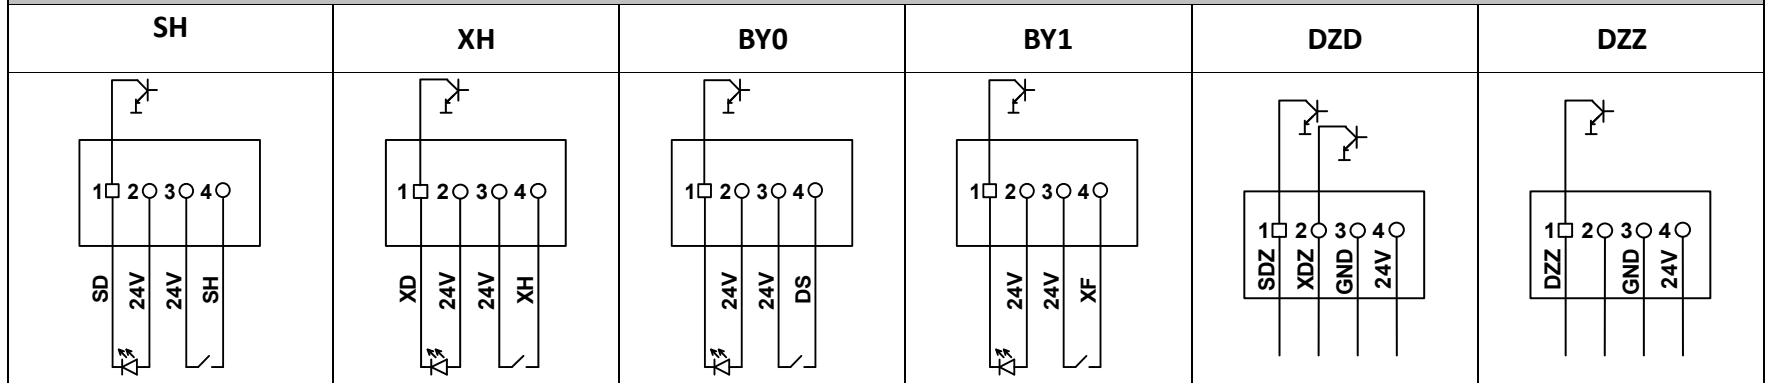 SH XH BY0 BY1 DZD DZZ
1 2 3 4 1 2 3 4 1 2 3 4 1 2 3 4 1 2 3 4 1 2 3 4
SD 24V 24V SH XD 24V 24V XH 24V 24V DS 24V 24V XF SDZ XDZ GND 24V DZZ GND 24V